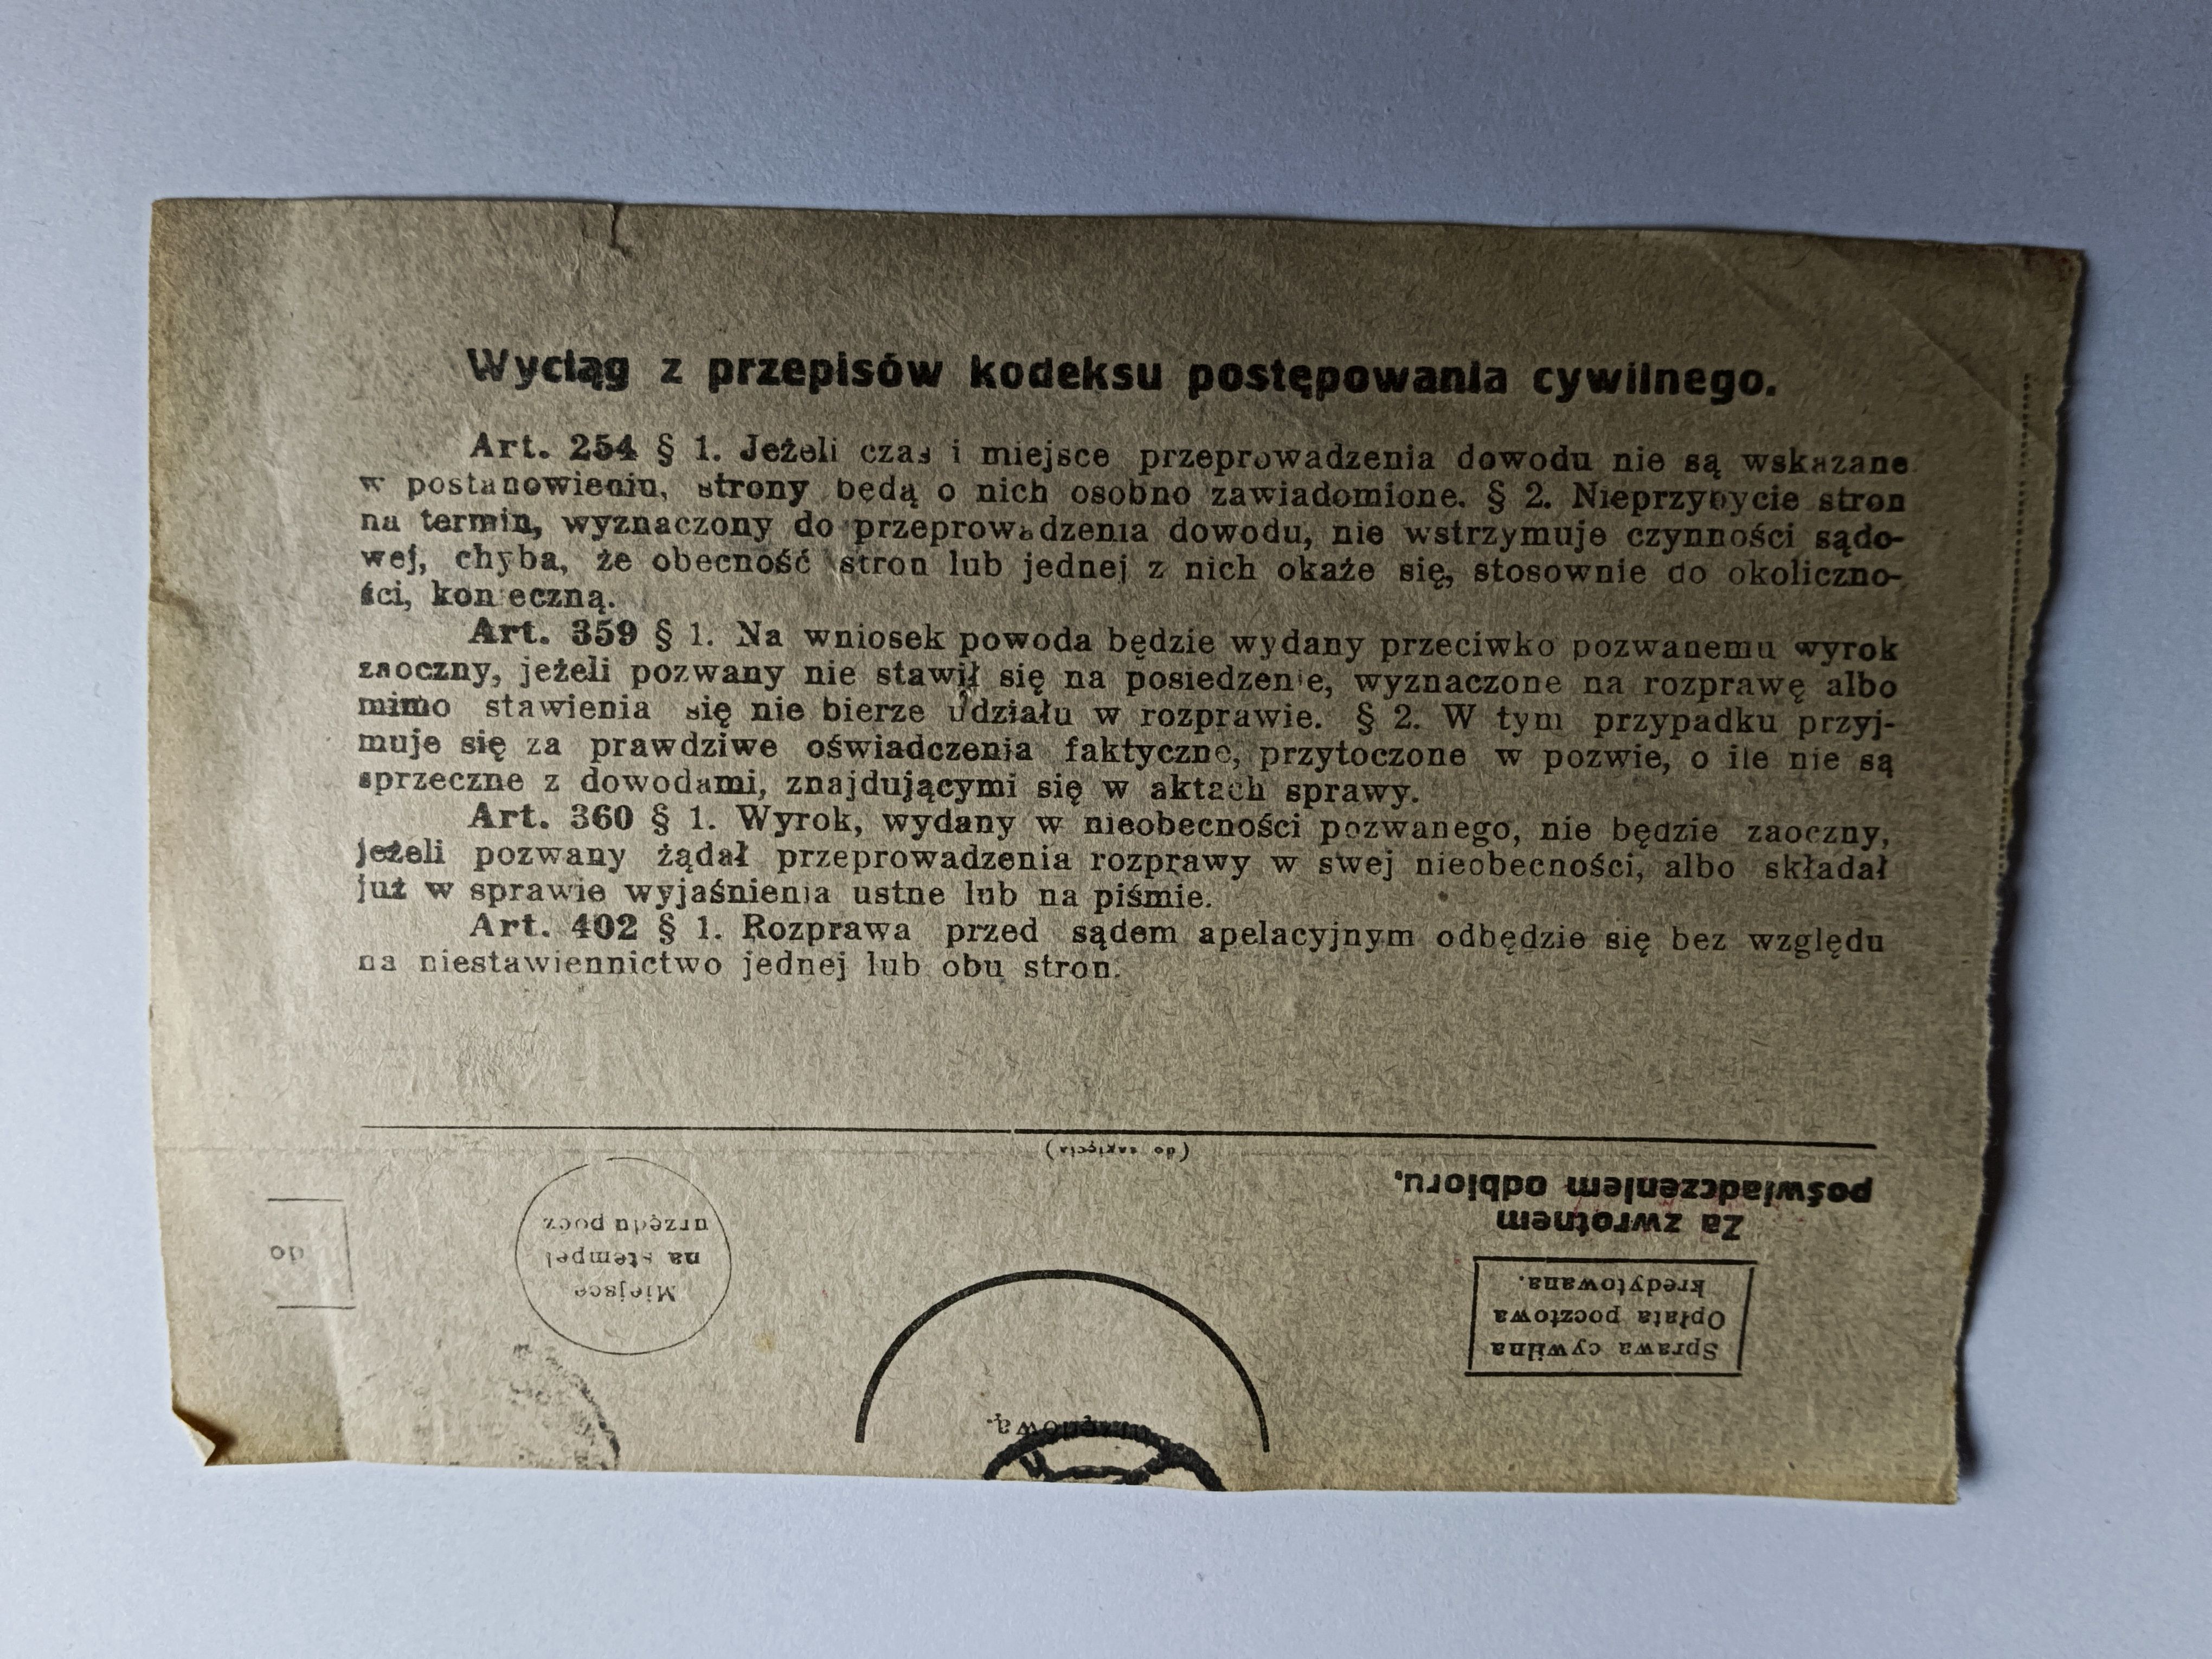 Wyciąg z przepisów kodeksu postępowania cywilnego.
Art. 254 § 1. Jeżeli czas i miejsce przeprowadzenia dowodu nie są wskazane
w postanowieniu, strony będą o nich osobno zawiadomione. § 2. Nieprzybycie stron
na termin, wyznaczony do przeprowadzenia dowodu, nie wstrzymuje czynności sądo-
wej, chyba, że obecność stron lub jednej z nich okaże się, stosownie do okoliczno-
ści, konieczną.
Art. 359 § 1. Na wniosek powoda będzie wydany przeciwko pozwanemu wyrok
zaoczny, jeżeli pozwany nie stawił się na posiedzenie, wyznaczone na rozprawę albo
mimo stawienia się nie bierze udziału w rozprawie. § 2. W tym przypadku przyj-
muje się za prawdziwe oświadczenia faktyczne, przytoczone w pozwie, o ile nie są
sprzeczne z dowodami, znajdującymi się w aktach sprawy.
Art. 360 § 1. Wyrok, wydany w nieobecności pozwanego, nie będzie zaoczny,
jeżeli pozwany żądał przeprowadzenia rozprawy w swej nieobecności, albo składał
już w sprawie wyjaśnienia ustne lub na piśmie.
Art. 402 § 1. Rozprawa przed sądem apelacyjnym odbędzie się bez względu
na niestawiennictwo jednej lub obu stron.
(do zagięcia)
Sprawa cywilna
Opłata pocztowa
kredytowana.
Za zwrotnem
poświadczeniem odbioru.
Miejsce
na stempel
urzędu pocz
do